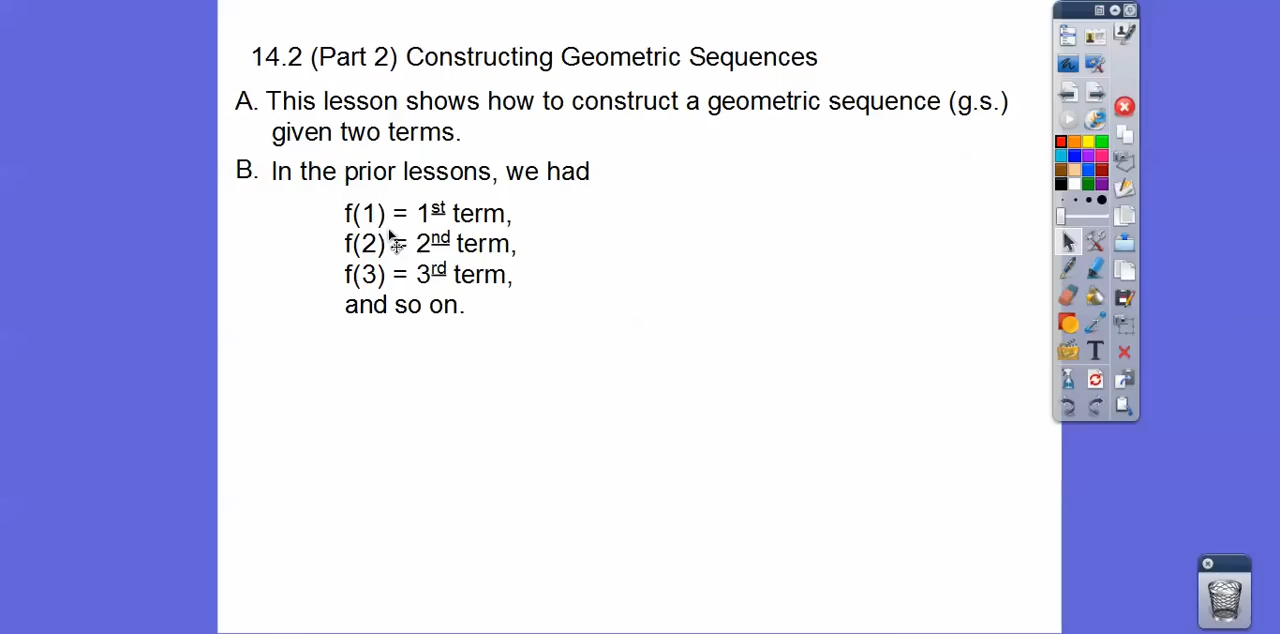 14.2 (Part 2) Constructing Geometric Sequences
A. This lesson shows how to construct a geometric sequence (g.s.)
given two terms.
B. In the prior lessons, we had
f(1) = 1st term,
f(2) = 2nd term,
f(3) = 3rd term,
and so on.